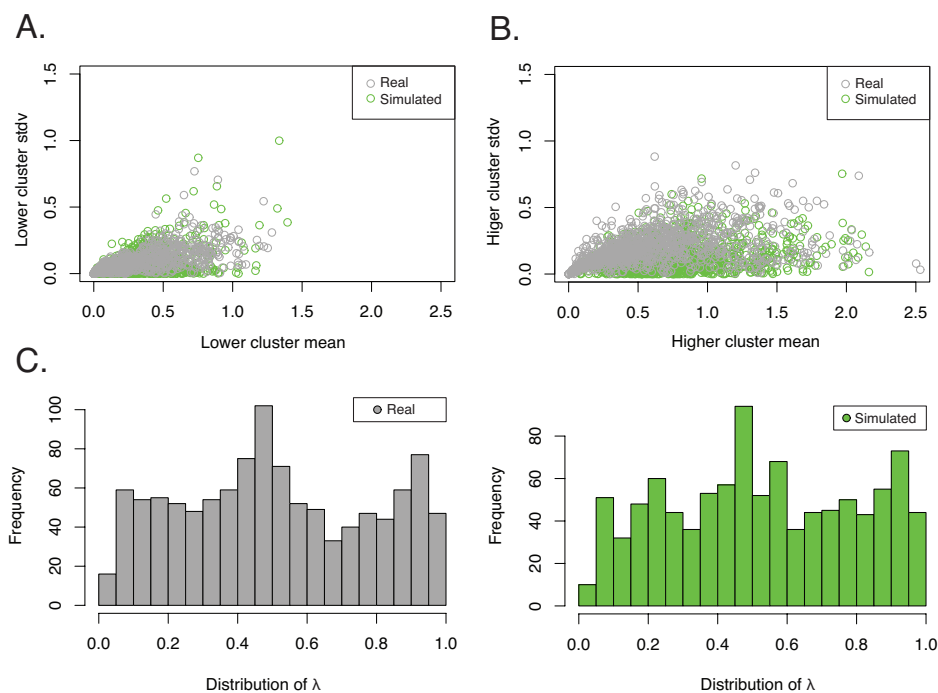 A.
B.
Real
Simulated
Lower cluster stdv
0.0 0.5 1.0 1.5
0.0 0.5 1.0 1.5 2.0 2.5
Lower cluster mean
Real
Simulated
Higer cluster stdv
0.0 0.5 1.0 1.5
0.0 0.5 1.0 1.5 2.0 2.5
Higher cluster mean
C.
Real
Frequency
0 20 40 60 80 100
0.0 0.2 0.4 0.6 0.8 1.0
Distribution of λ
Simulated
Frequency
0 20 40 60 80
0.0 0.2 0.4 0.6 0.8 1.0
Distribution of λ